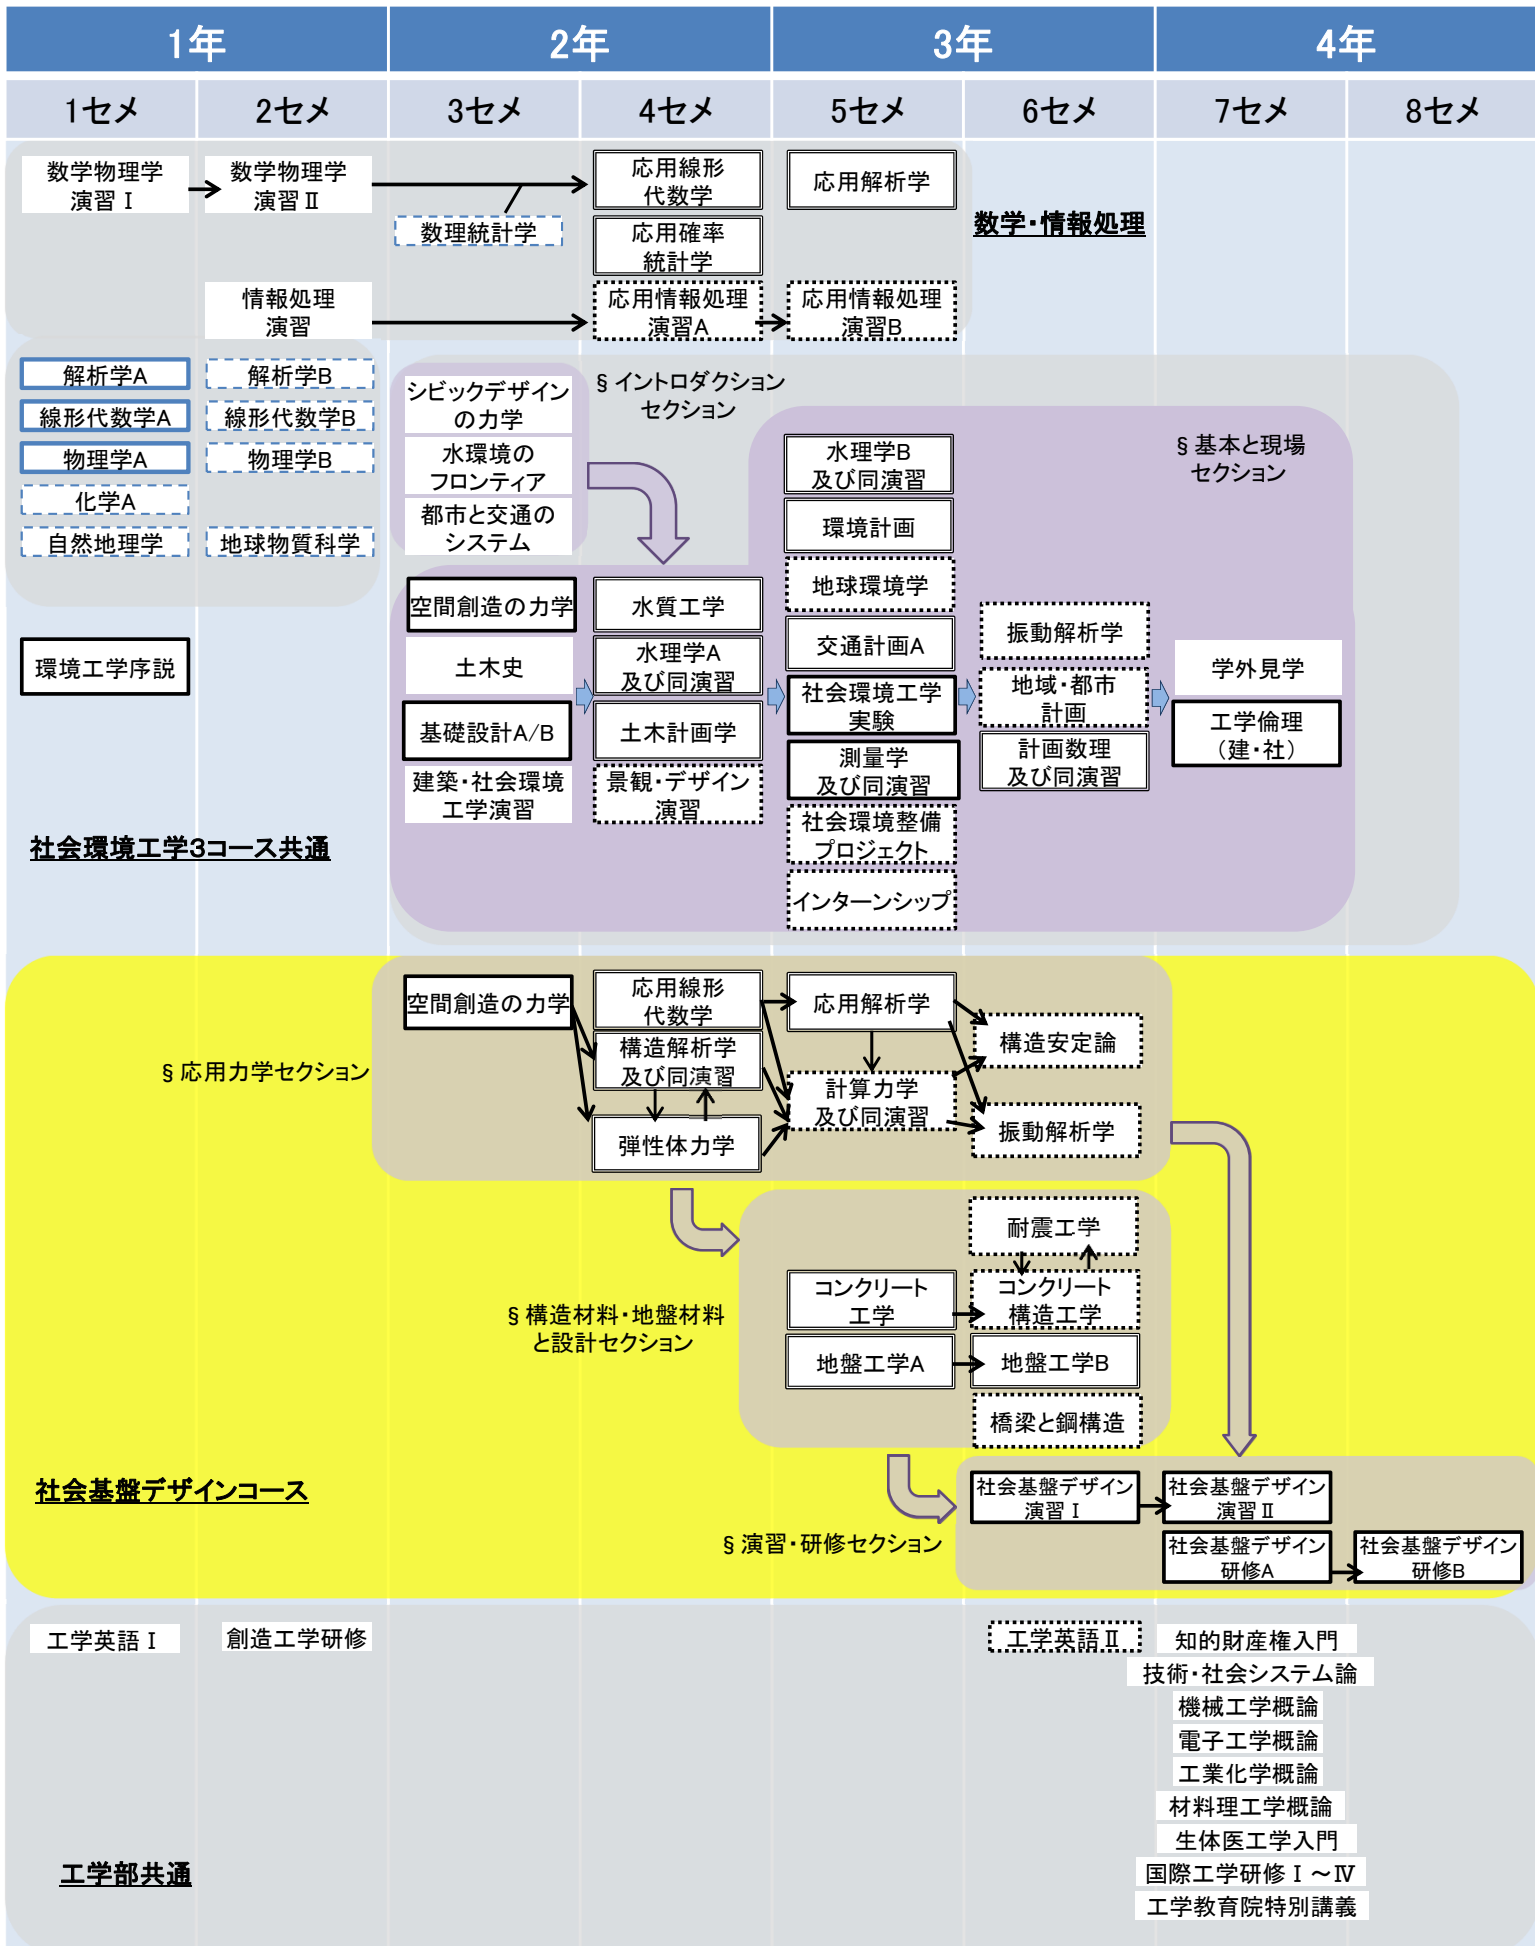 1年
2年
3年
4年
1セメ
2セメ
3セメ
4セメ
5セメ
6セメ
7セメ
8セメ
数学物理学
演習Ⅰ
数学物理学
演習Ⅱ
数理統計学
応用線形
代数学
応用解析学
応用確率
統計学
数学・情報処理
情報処理
演習
応用情報処理
演習A
応用情報処理
演習B
解析学A
解析学B
線形代数学A
線形代数学B
物理学A
物理学B
化学A
自然地理学
地球物質科学
環境工学序説
社会環境工学3コース共通
シビックデザイン
の力学
水環境の
フロンティア
都市と交通の
システム
§イントロダクション
セクション
§基本と現場
セクション
空間創造の力学
土木史
基礎設計A/B
建築・社会環境
工学演習
水質工学
水理学A
及び同演習
土木計画学
景観・デザイン
演習
水理学B
及び同演習
環境計画
地球環境学
交通計画A
社会環境工学
実験
測量学
及び同演習
社会環境整備
プロジェクト
インターンシップ
振動解析学
地域・都市
計画
計画数理
及び同演習
学外見学
工学倫理
(建・社)
§応用力学セクション
空間創造の力学
応用線形
代数学
構造解析学
及び同演習
弾性体力学
応用解析学
計算力学
及び同演習
構造安定論
振動解析学
§構造材料・地盤材料
と設計セクション
コンクリート
工学
地盤工学A
耐震工学
コンクリート
構造工学
地盤工学B
橋梁と鋼構造
社会基盤デザインコース
§演習・研修セクション
社会基盤デザイン
演習Ⅰ
社会基盤デザイン
演習Ⅱ
社会基盤デザイン
研修A
社会基盤デザイン
研修B
工学英語Ⅰ
創造工学研修
工学英語Ⅱ
知的財産権入門
技術・社会システム論
機械工学概論
電子工学概論
工業化学概論
材料理工学概論
生体医工学入門
国際工学研修Ⅰ～Ⅳ
工学教育院特別講義
工学部共通